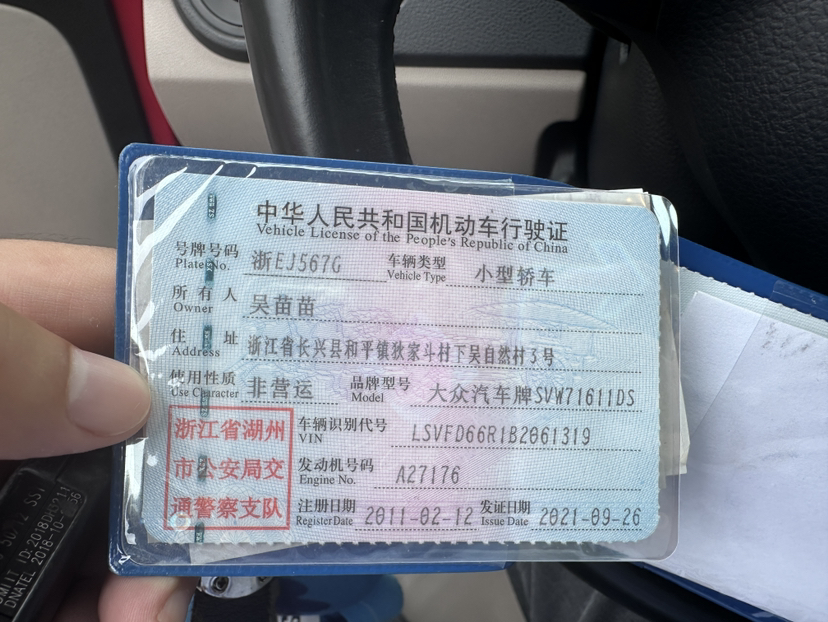 中华人民共和国机动车行驶证
Vehicle License of the People's Republic of China
号牌号码 浙EJ567G 车辆类型 小型轿车
Plate No. Vehicle Type
所有人 吴苗苗
Owner
住址 浙江省长兴县和平镇狄家斗村下吴自然村3号
Address
使用性质 非营运 品牌型号 大众汽车牌SVW71611DS
Use Character Model
浙江省湖州
市公安局交
通警察支队
车辆识别代号 LSVFD66R1B2061319
VIN
发动机号码 A27176
Engine No.
注册日期 2011-02-12 发证日期 2021-09-26
Register Date Issue Date